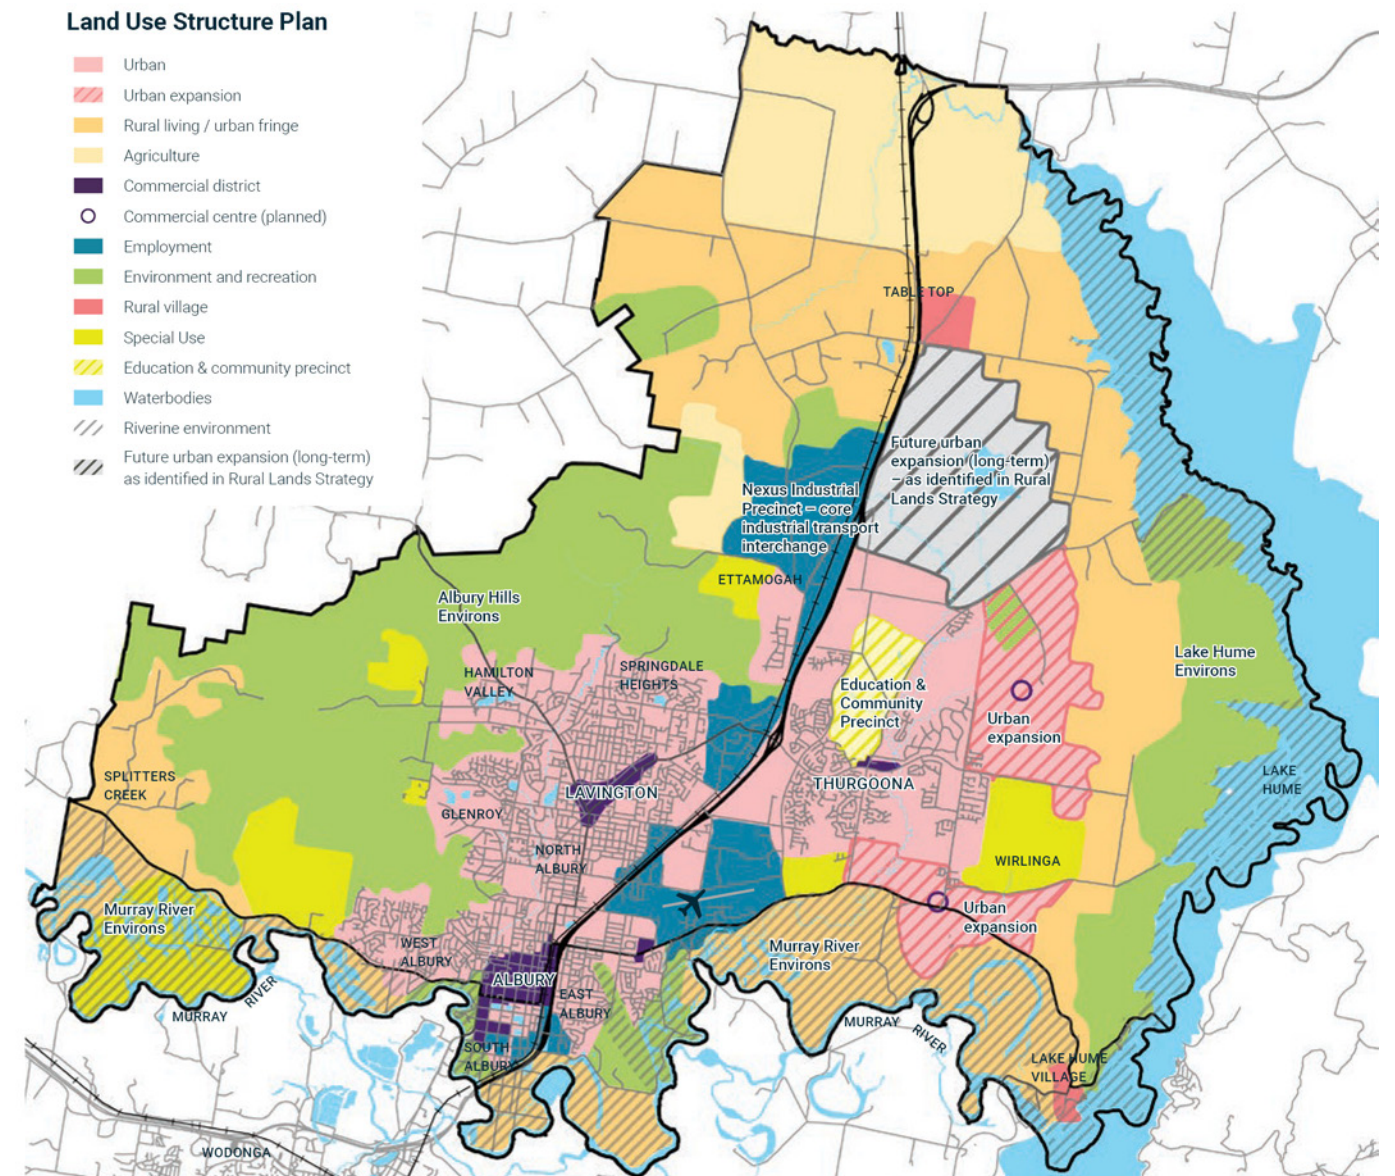 Land Use Structure Plan
Urban
Urban expansion
Rural living / urban fringe
Agriculture
Commercial district
Commercial centre (planned)
Employment
Environment and recreation
Rural village
Special Use
Education & community precinct
Waterbodies
Riverine environment
Future urban expansion (long-term)
as identified in Rural Lands Strategy
TABLE TOP
Future urban
expansion (long-term)
– as identified in Rural
Lands Strategy
Nexus Industrial
Precinct – core
industrial transport
interchange
ETTAMOGAH
Albury Hills
Environs
HAMILTON
VALLEY
SPRINGDALE
HEIGHTS
Education &
Community
Precinct
Lake Hume
Environs
Urban
expansion
SPLITTERS
CREEK
LAVINGTON
THURGOONA
LAKE
HUME
GLENROY
NORTH
ALBURY
WIRLINGA
Murray River
Environs
Urban
expansion
WEST
ALBURY
Murray River
Environs
ALBURY
EAST
ALBURY
MURRAY
RIVER
MURRAY
RIVER
SOUTH
ALBURY
LAKE HUME
VILLAGE
WODONGA